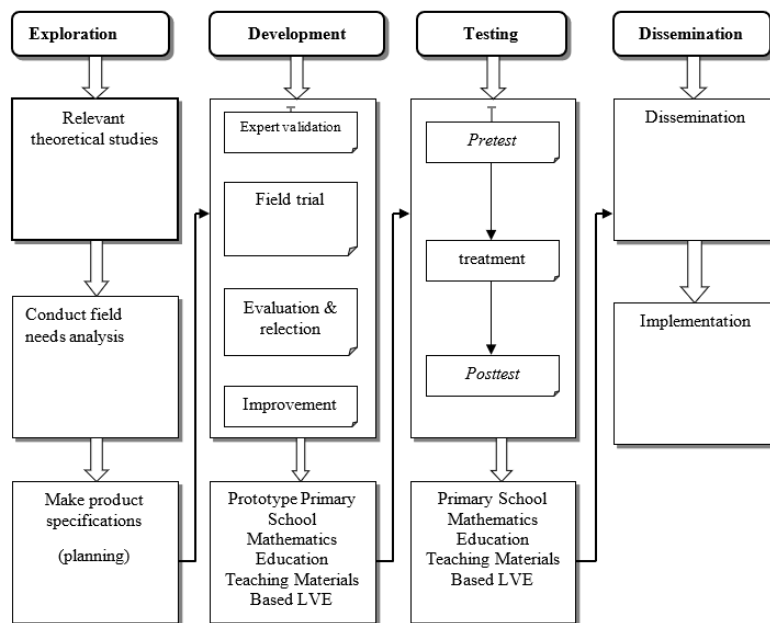 Exploration
Relevant
theoretical studies
Conduct field
needs analysis
Make product
specifications
(planning)
Development
Expert validation
Field trial
Evaluation &
relection
Improvement
Prototype Primary
School
Mathematics
Education
Teaching Materials
Based LVE
Testing
Pretest
treatment
Posttest
Primary School
Mathematics
Education
Teaching Materials
Based LVE
Dissemination
Dissemination
Implementation